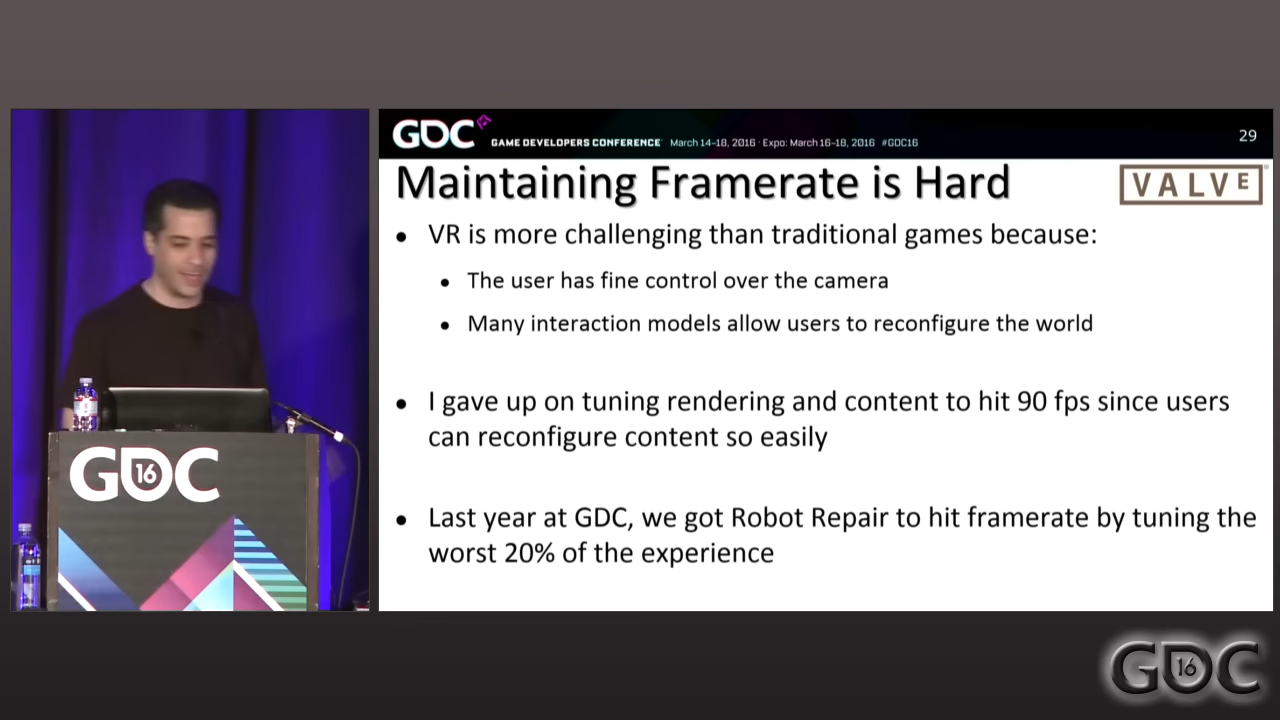 GDC
GAME DEVELOPERS CONFERENCE March 14-18, 2016 · Expo: March 16-18, 2016 #GDC16
29
Maintaining Framerate is Hard
VALVE
• VR is more challenging than traditional games because:
• The user has fine control over the camera
• Many interaction models allow users to reconfigure the world
• I gave up on tuning rendering and content to hit 90 fps since users
can reconfigure content so easily
• Last year at GDC, we got Robot Repair to hit framerate by tuning the
worst 20% of the experience
GDC
16
GDC
16